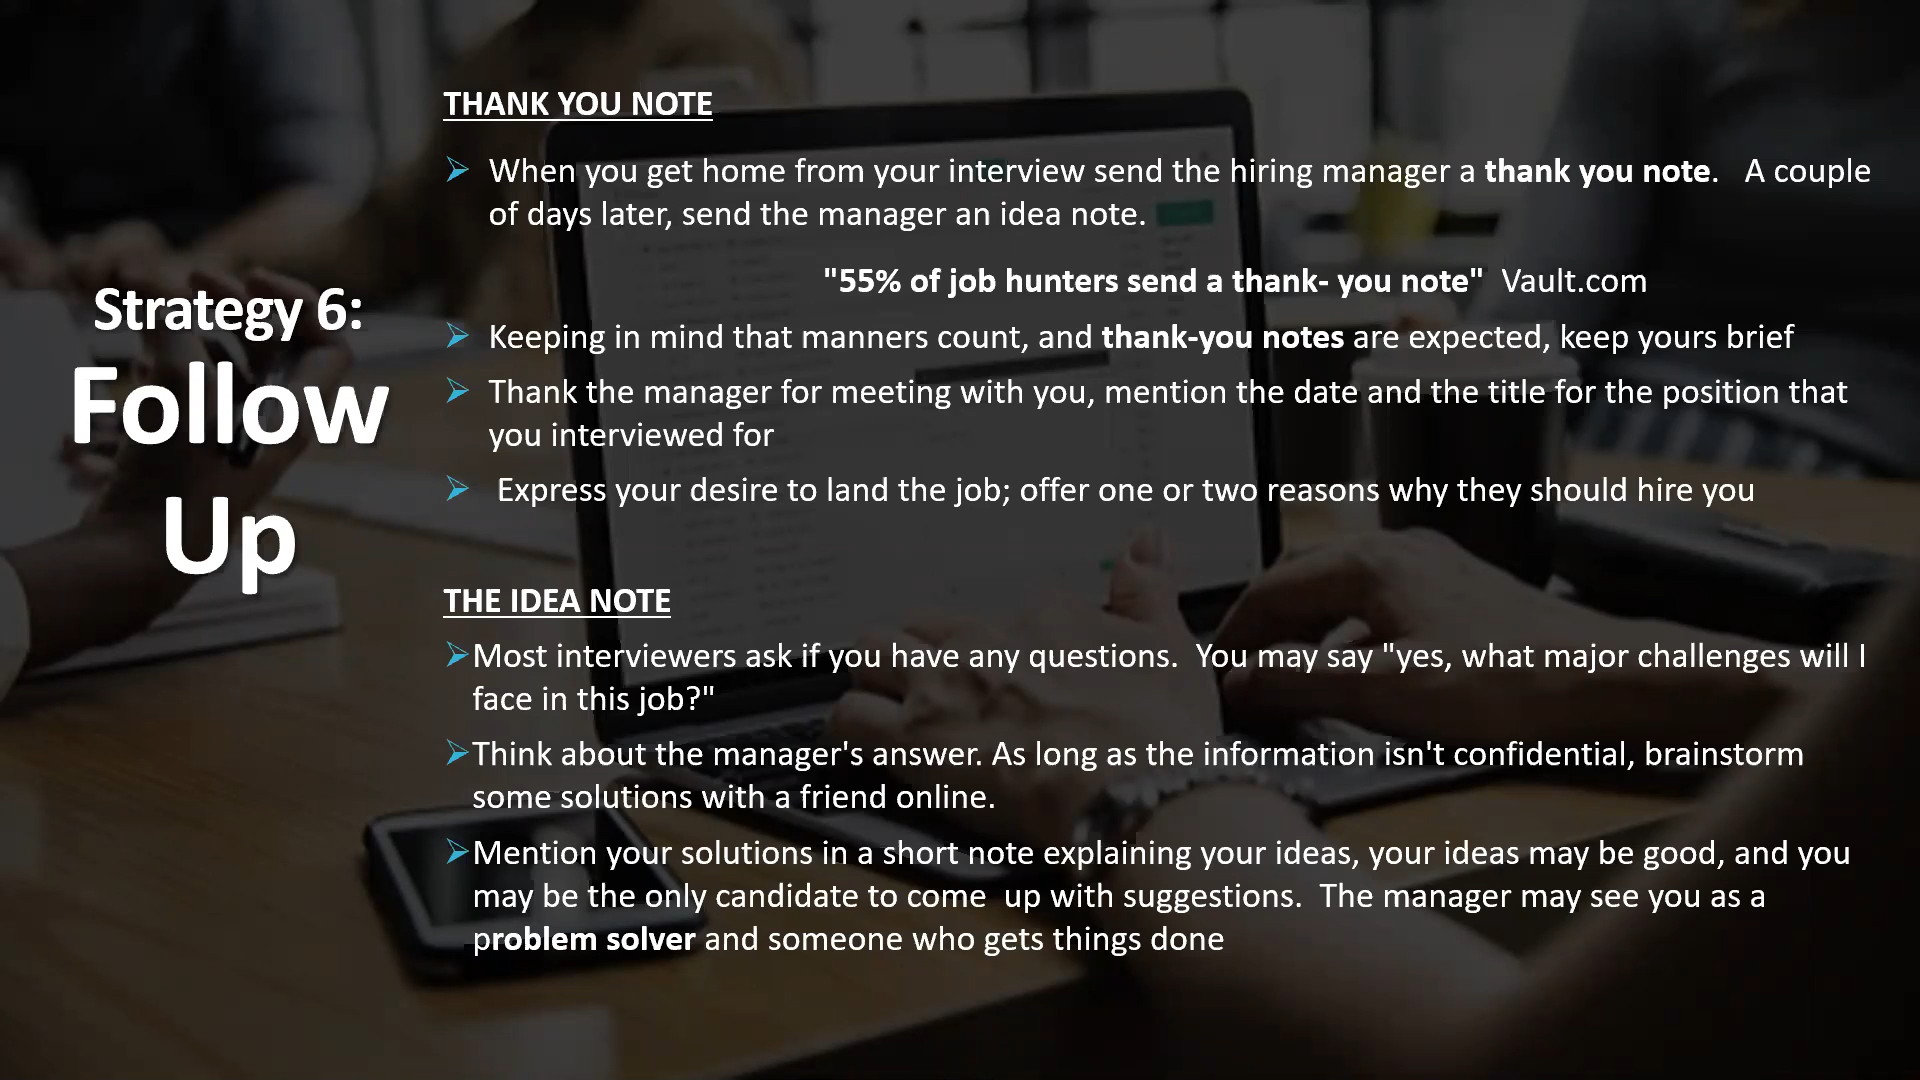 Strategy 6:
Follow
Up
THANK YOU NOTE
➢ When you get home from your interview send the hiring manager a thank you note.   A couple
of days later, send the manager an idea note.
"55% of job hunters send a thank- you note"  Vault.com
➢ Keeping in mind that manners count, and thank-you notes are expected, keep yours brief
➢ Thank the manager for meeting with you, mention the date and the title for the position that
you interviewed for
➢ Express your desire to land the job; offer one or two reasons why they should hire you
THE IDEA NOTE
➢Most interviewers ask if you have any questions.  You may say "yes, what major challenges will I
face in this job?"
➢Think about the manager's answer. As long as the information isn't confidential, brainstorm
some solutions with a friend online.
➢Mention your solutions in a short note explaining your ideas, your ideas may be good, and you
may be the only candidate to come  up with suggestions.  The manager may see you as a
problem solver and someone who gets things done